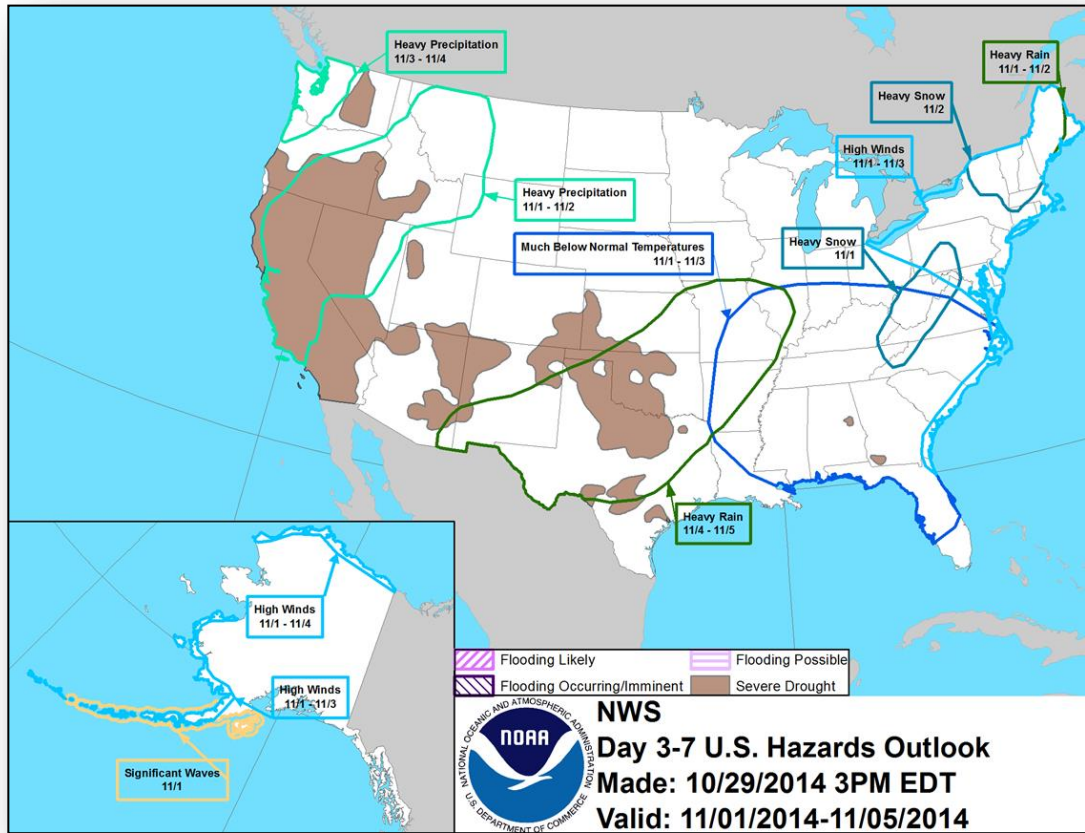 Heavy Precipitation
11/3 - 11/4
Heavy Rain
11/1 - 11/2
Heavy Snow
11/2
High Winds
11/1 - 11/3
Heavy Precipitation
11/1 - 11/2
Much Below Normal Temperatures
11/1 - 11/3
Heavy Snow
11/1
Heavy Rain
11/4 - 11/5
High Winds
11/1 - 11/4
High Winds
11/1 - 11/3
Significant Waves
11/1
Flooding Likely
Flooding Possible
Flooding Occurring/Imminent
Severe Drought
NATIONAL OCEANIC AND ATMOSPHERIC ADMINISTRATION
NOAA
U.S. DEPARTMENT OF COMMERCE
NWS
Day 3-7 U.S. Hazards Outlook
Made: 10/29/2014 3PM EDT
Valid: 11/01/2014-11/05/2014